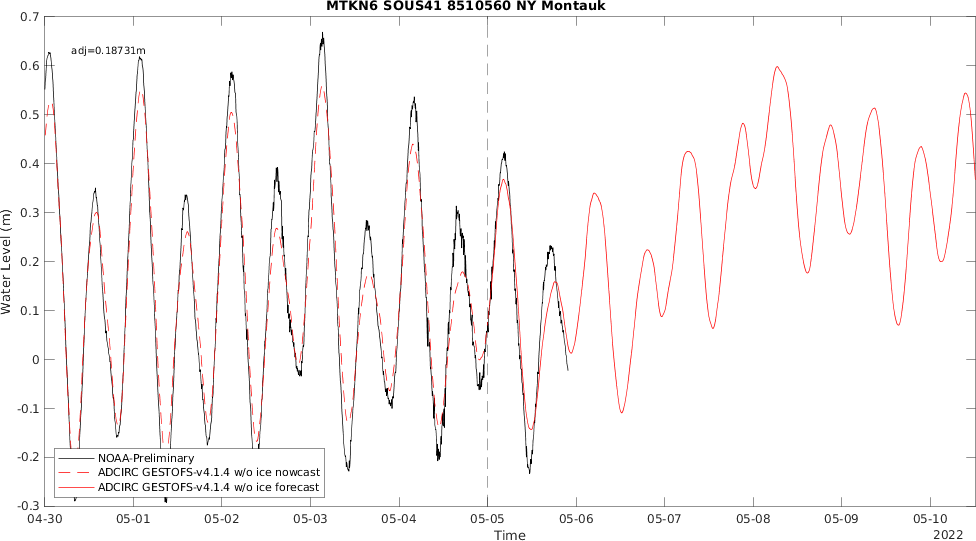 MTKN6 SOUS41 8510560 NY Montauk
adj=0.18731m
Water Level (m)
0.7
0.6
0.5
0.4
0.3
0.2
0.1
0
-0.1
-0.2
-0.3
NOAA-Preliminary
ADCIRC GESTOFS-v4.1.4 w/o ice nowcast
ADCIRC GESTOFS-v4.1.4 w/o ice forecast
04-30 05-01 05-02 05-03 05-04 05-05 05-06 05-07 05-08 05-09 05-10
Time
2022